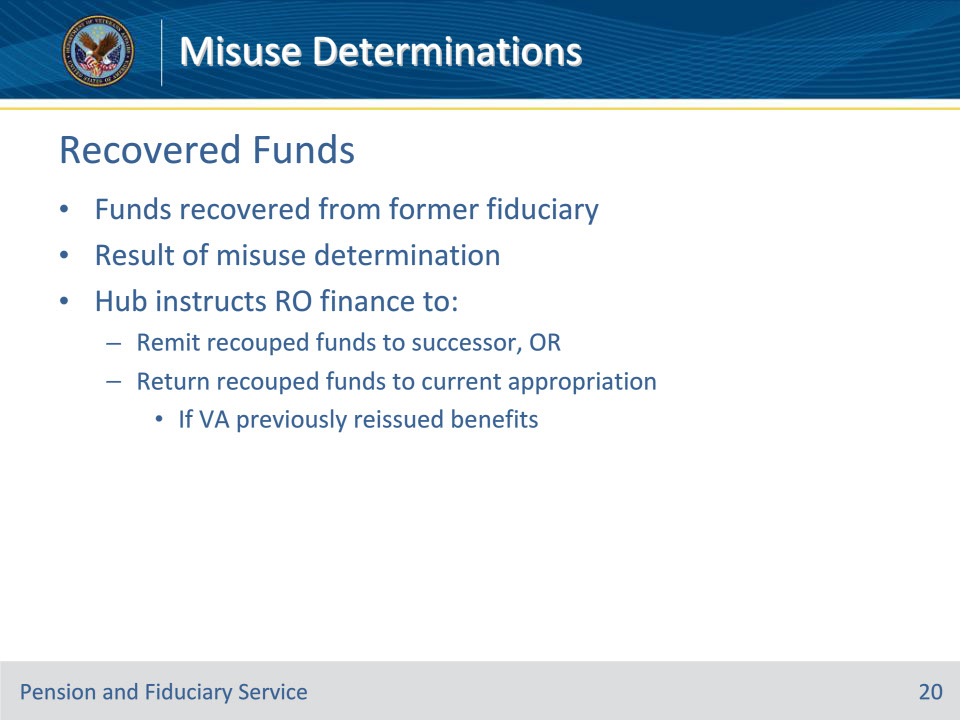 DEPARTMENT OF VETERANS AFFAIRS
UNITED STATES OF AMERICA
Misuse Determinations
Recovered Funds
• Funds recovered from former fiduciary
• Result of misuse determination
• Hub instructs RO finance to:
– Remit recouped funds to successor, OR
– Return recouped funds to current appropriation
• If VA previously reissued benefits
Pension and Fiduciary Service
20